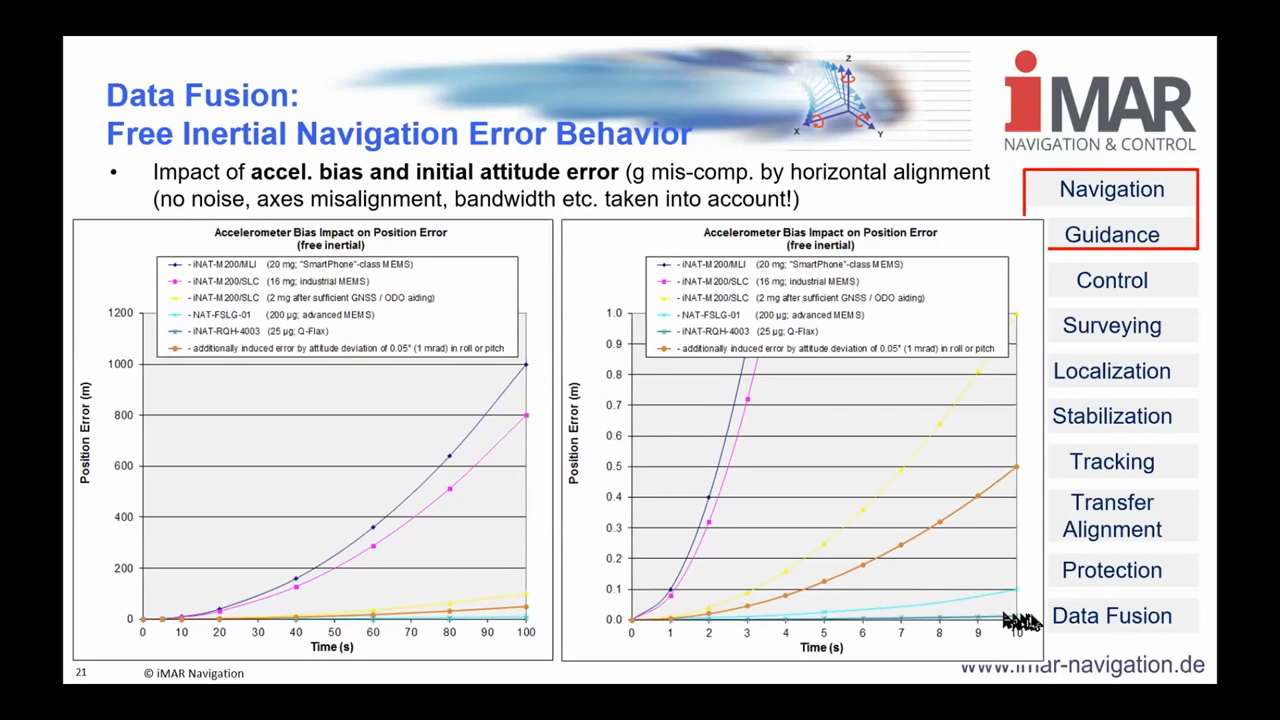 Data Fusion:
Free Inertial Navigation Error Behavior
Z
X
Y
iMAR
NAVIGATION & CONTROL
• Impact of accel. bias and initial attitude error (g mis-comp. by horizontal alignment
(no noise, axes misalignment, bandwidth etc. taken into account!)
Accelerometer Bias Impact on Position Error
(free inertial)
- iNAT-M200/MLI (20 mg; "SmartPhone"-class MEMS)
- iNAT-M200/SLC (16 mg; industrial MEMS)
- iNAT-M200/SLC (2 mg after sufficient GNSS / ODO aiding)
- NAT-FSLG-01 (200 µg; advanced MEMS)
- iNAT-RQH-4003 (25 µg; Q-Flax)
- additionally induced error by attitude deviation of 0.05° (1 mrad) in roll or pitch
1200
1000
800
600
400
200
0
Position Error (m)
0 10 20 30 40 50 60 70 80 90 100
Time (s)
Accelerometer Bias Impact on Position Error
(free inertial)
- iNAT-M200/MLI (20 mg; "SmartPhone"-class MEMS)
- iNAT-M200/SLC (16 mg; industrial MEMS)
- iNAT-M200/SLC (2 mg after sufficient GNSS / ODO aiding)
- NAT-FSLG-01 (200 µg; advanced MEMS)
- iNAT-RQH-4003 (25 µg; Q-Flax)
- additionally induced error by attitude deviation of 0.05° (1 mrad) in roll or pitch
1.0
0.9
0.8
0.7
0.6
0.5
0.4
0.3
0.2
0.1
0.0
Position Error (m)
0 1 2 3 4 5 6 7 8 9 10
Time (s)
Navigation
Guidance
Control
Surveying
Localization
Stabilization
Tracking
Transfer
Alignment
Protection
Data Fusion
21
© iMAR Navigation
www.imar-navigation.de